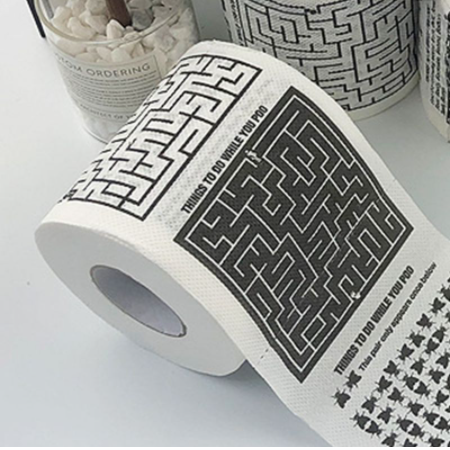 OM ORDERING
THINGS TO DO WHILE YOU POO
THINGS TO DO WHILE YOU POO
This pair only appears once below